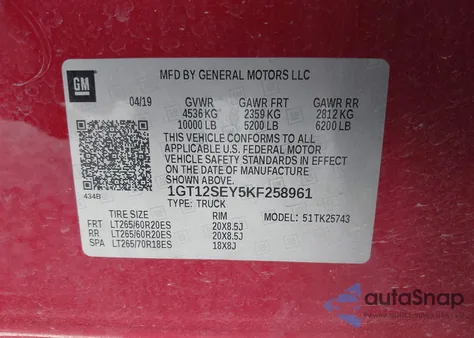 GM
MFD BY GENERAL MOTORS LLC
04/19 GVWR GAWR FRT GAWR RR
4536 KG 2359 KG 2812 KG
10000 LB 5200 LB 6200 LB
THIS VEHICLE CONFORMS TO ALL
APPLICABLE U.S. FEDERAL MOTOR
VEHICLE SAFETY STANDARDS IN EFFECT
ON THE DATE OF MANUFACTURE
SHOWN ABOVE.
434B
1GT12SEY5KF258961
TYPE: TRUCK
TIRE SIZE RIM MODEL: 51TK25743
FRT LT265/60R20ES 20X8.5J
RR LT265/60R20ES 20X8.5J
SPA LT265/70R18ES 18X8J
autoSnap